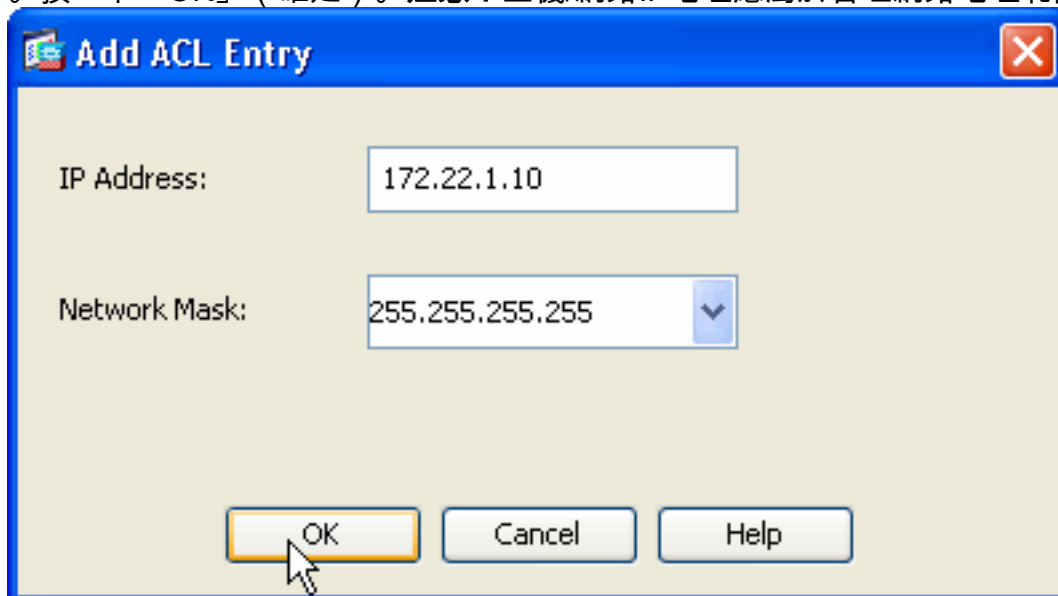 Add ACL Entry
IP Address:
172.22.1.10
Network Mask:
255.255.255.255
OK
Cancel
Help